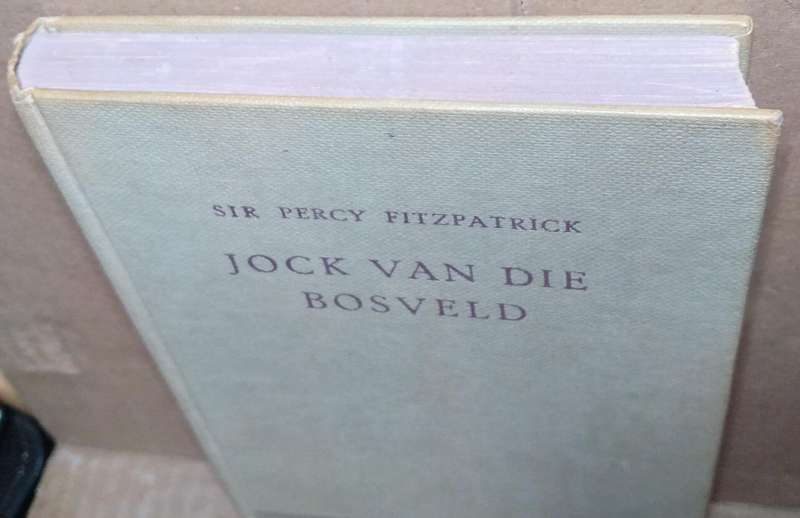 SIR PERCY FITZPATRICK
JOCK VAN DIE
BOSVELD